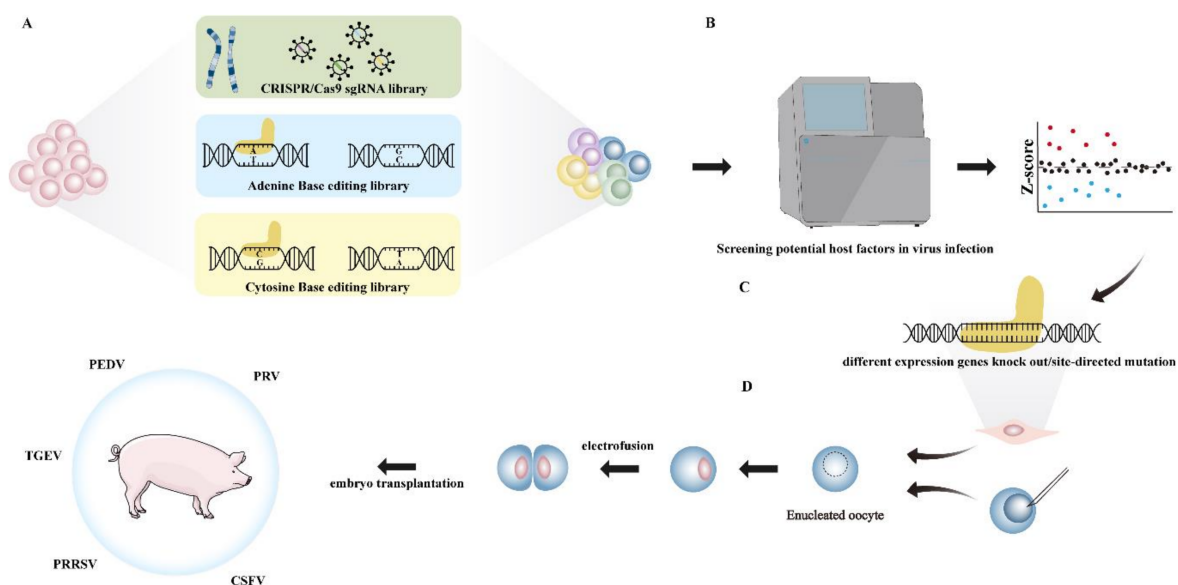 A
CRISPR/Cas9 sgRNA library
A
T
G
C
Adenine Base editing library
C
G
T
A
Cytosine Base editing library
B
Screening potential host factors in virus infection
Z-score
C
different expression genes knock out/site-directed mutation
D
electrofusion
embryo transplantation
Enucleated oocyte
PEDV
PRV
TGEV
PRRSV
CSFV